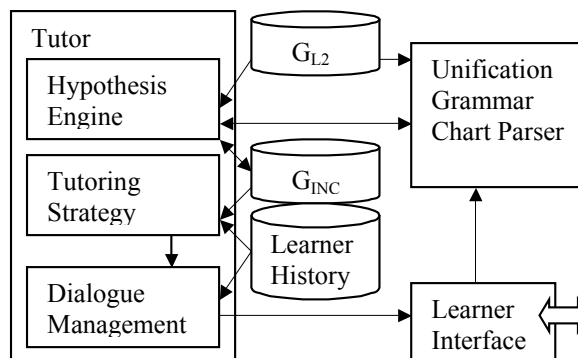 Tutor
Hypothesis
Engine
Tutoring
Strategy
Dialogue
Management
G_L2
G_INC
Learner
History
Unification
Grammar
Chart Parser
Learner
Interface